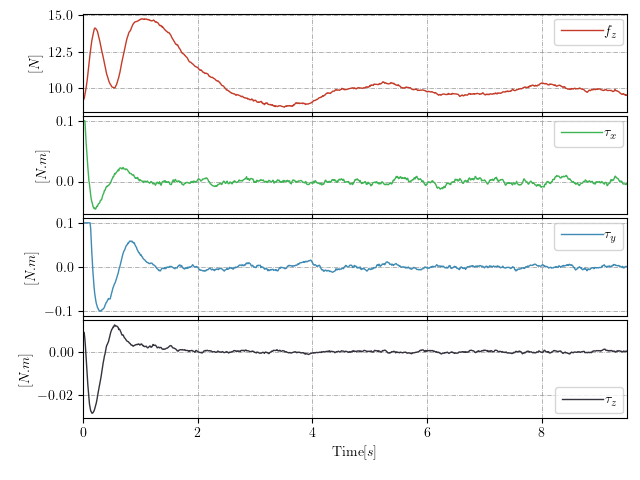 15.0
12.5
10.0
[N]
f_z
0.1
0.0
[N.m]
τ_x
0.1
0.0
−0.1
[N.m]
τ_y
0.00
−0.02
[N.m]
τ_z
0 2 4 6 8
Time[s]